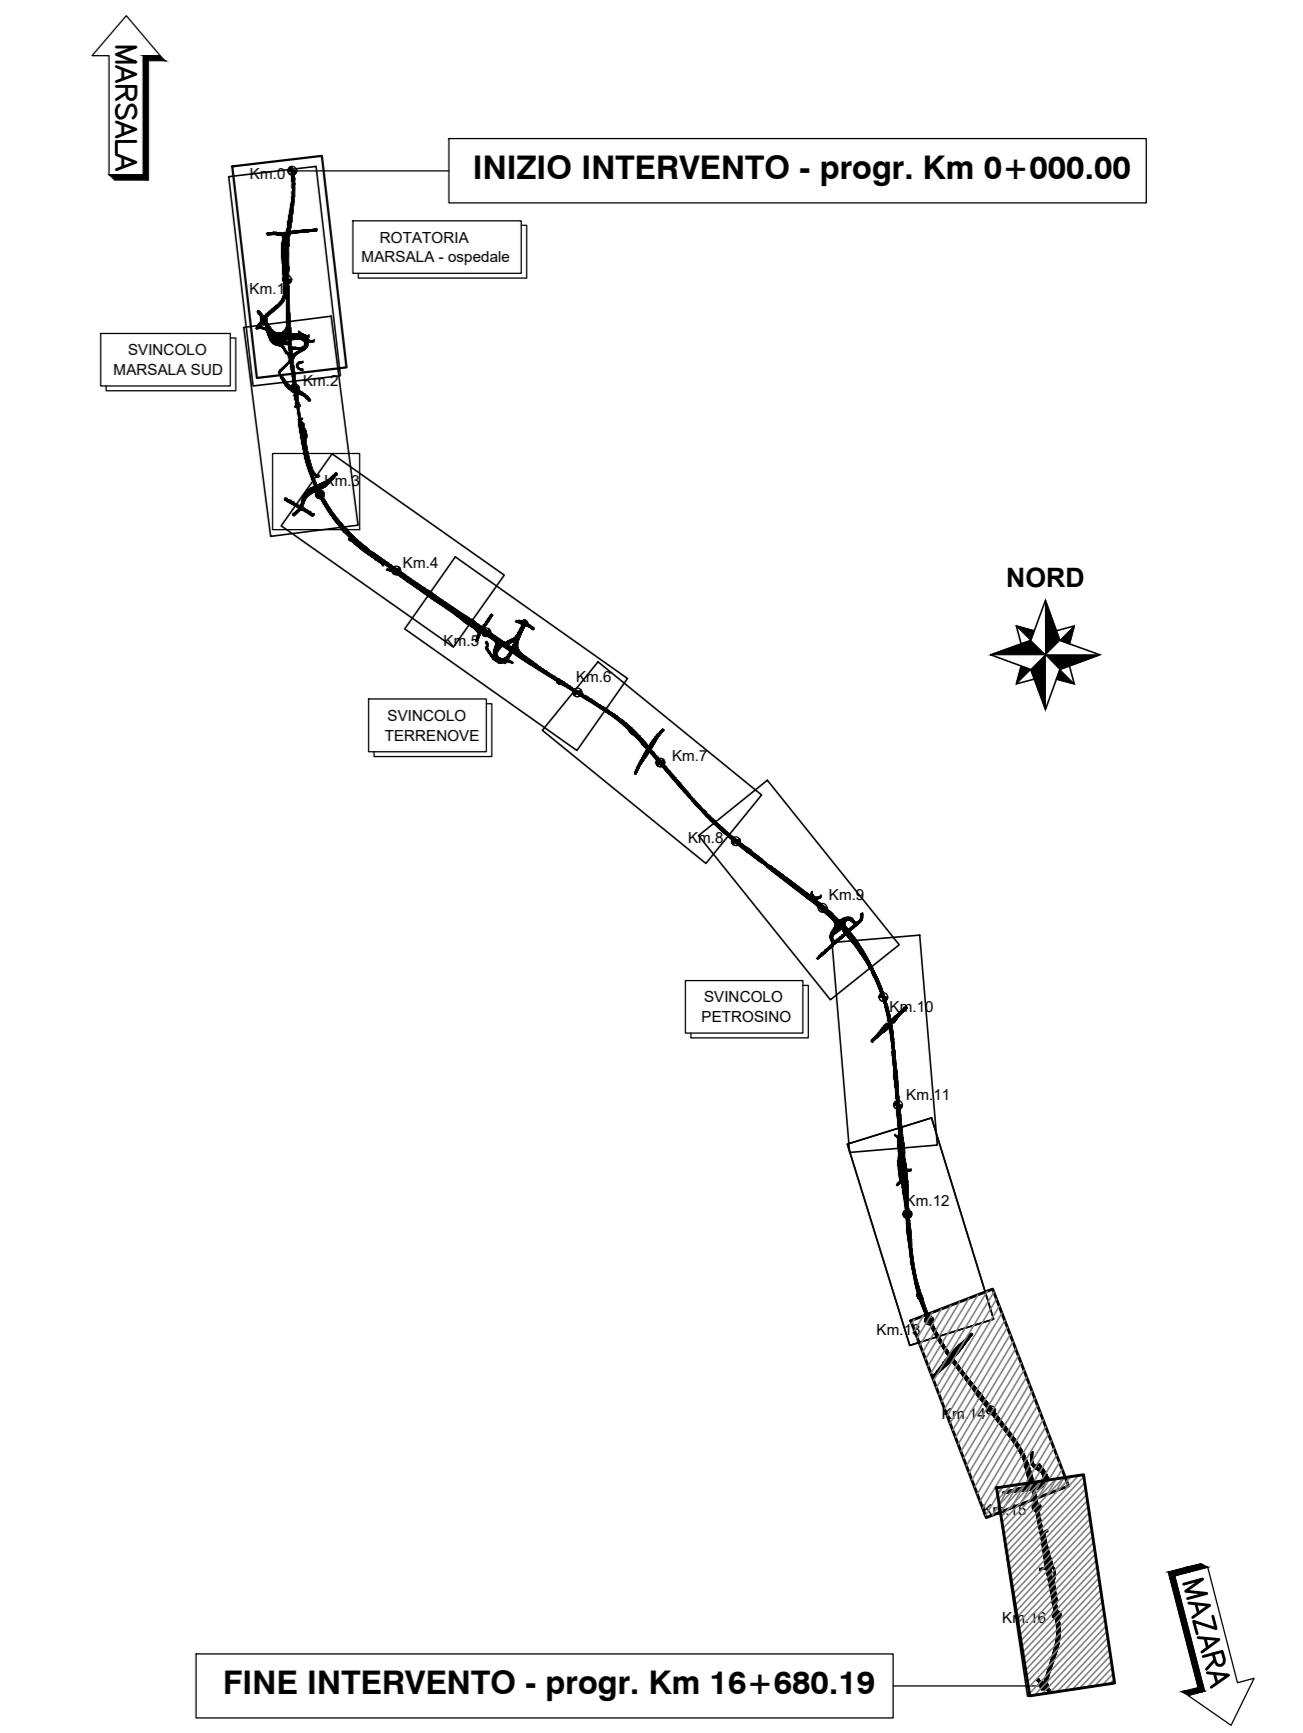 MARSALA
INIZIO INTERVENTO - progr. Km 0+000.00
Km.0
ROTATORIA
MARSALA - ospedale
Km.1
SVINCOLO
MARSALA SUD
Km.2
Km.3
Km.4
NORD
Km.5
Km.6
SVINCOLO
TERRENOVE
Km.7
Km.8
Km.9
SVINCOLO
PETROSINO
Km.10
Km.11
Km.12
Km.13
Km.14
Km.15
Km.16
MAZARA
FINE INTERVENTO - progr. Km 16+680.19